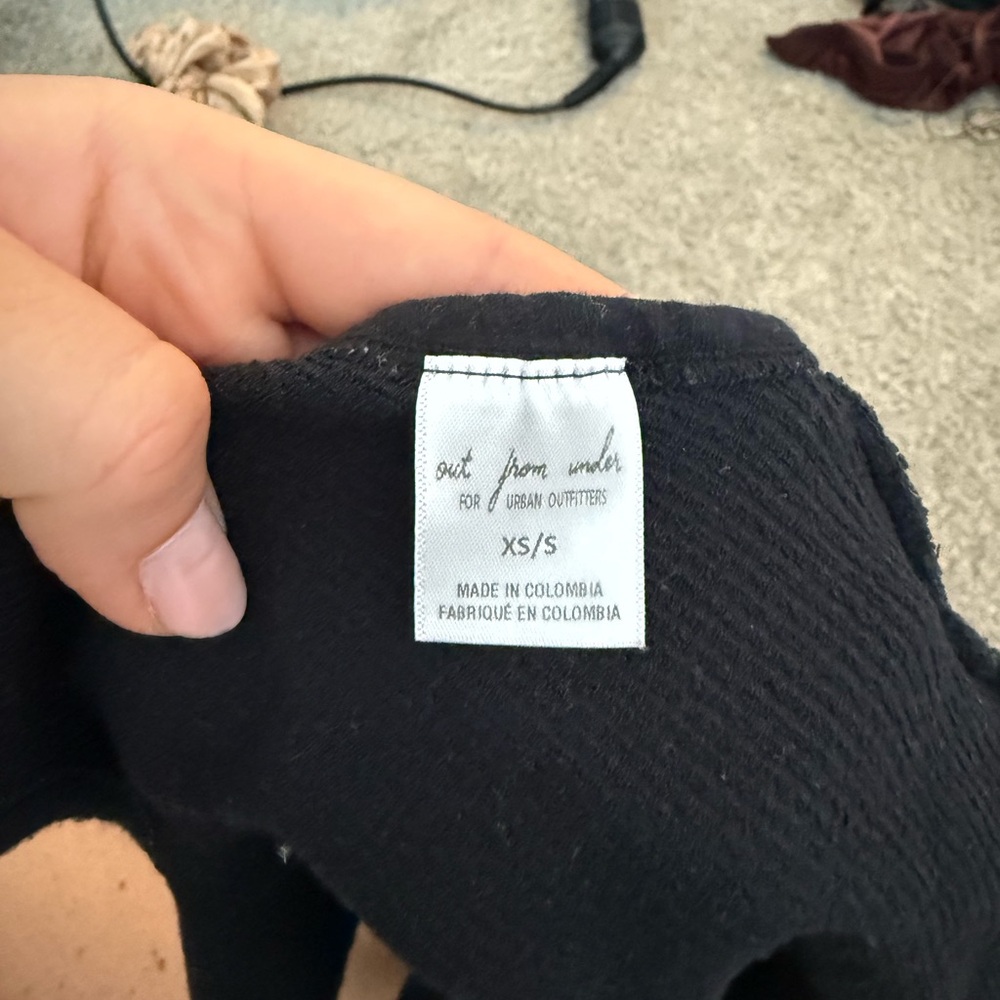 out from under
FOR URBAN OUTFITTERS
XS/S
MADE IN COLOMBIA
FABRIQUÉ EN COLOMBIA